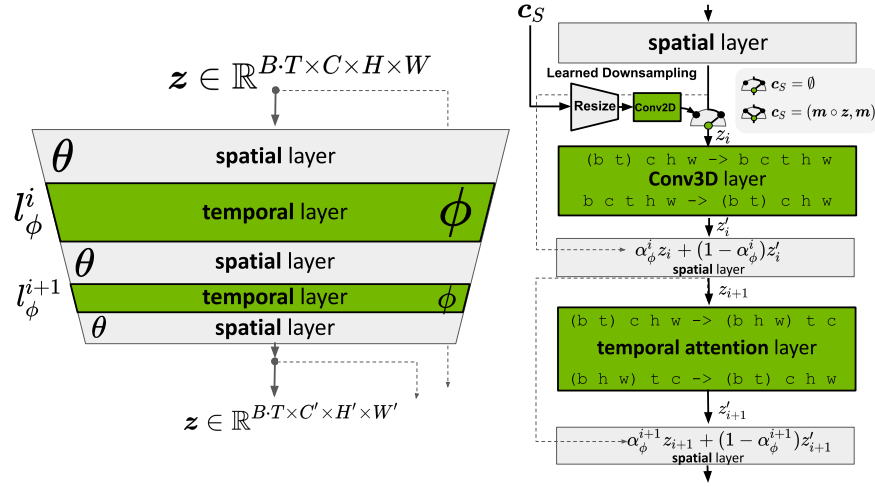 z ∈ ℝ^{B·T×C×H×W}
θ spatial layer
l_ϕ^i temporal layer ϕ
θ spatial layer
l_ϕ^{i+1} temporal layer ϕ
θ spatial layer
z ∈ ℝ^{B·T×C′×H′×W′}
c_S
spatial layer
Learned Downsampling
Resize
Conv2D
c_S = ∅
c_S = (m ∘ z, m)
z_i
(b t) c h w -> b c t h w
Conv3D layer
b c t h w -> (b t) c h w
z′_i
α_ϕ^i z_i + (1 − α_ϕ^i) z′_i
spatial layer
z_{i+1}
(b t) c h w -> (b h w) t c
temporal attention layer
(b h w) t c -> (b t) c h w
z′_{i+1}
α_ϕ^{i+1} z_{i+1} + (1 − α_ϕ^{i+1}) z′_{i+1}
spatial layer